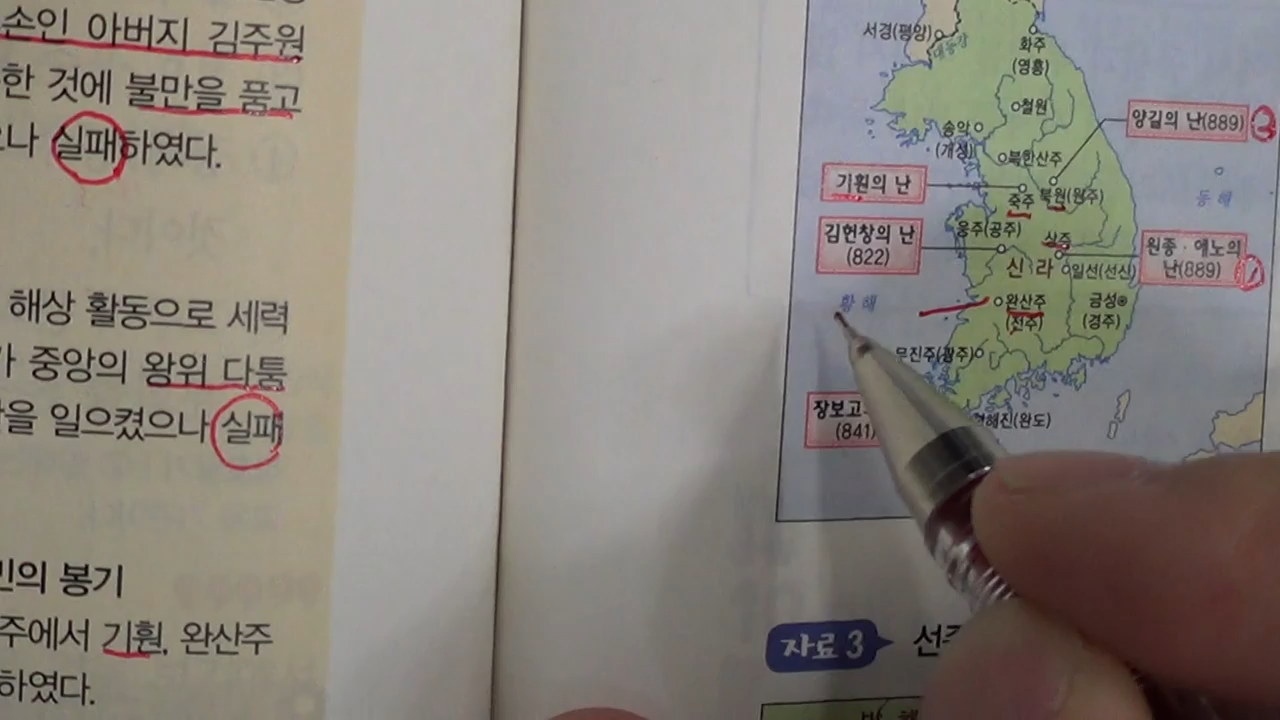 손인 아버지 김주원
한 것에 불만을 품고
나 실패하였다.
해상 활동으로 세력
가 중앙의 왕위 다툼
을 일으켰으나 실패
민의 봉기
주에서 기훤, 완산주
하였다.
서경(평양)
대동강
화주
(영흥)
철원
송악
(개성)
북한산주
양길의 난(889)
동해
기훤의 난
죽주
북원(원주)
김헌창의 난
(822)
웅주(공주)
상주
원종·애노의
난(889)
신라
일선(선산)
황해
완산주
(전주)
금성
(경주)
무진주(광주)
장보고
(841)
해진(완도)
자료 3